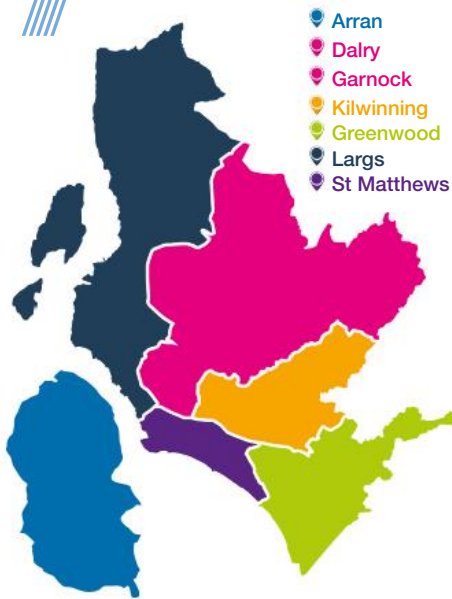 Arran
Dalry
Garnock
Kilwinning
Greenwood
Largs
St Matthews